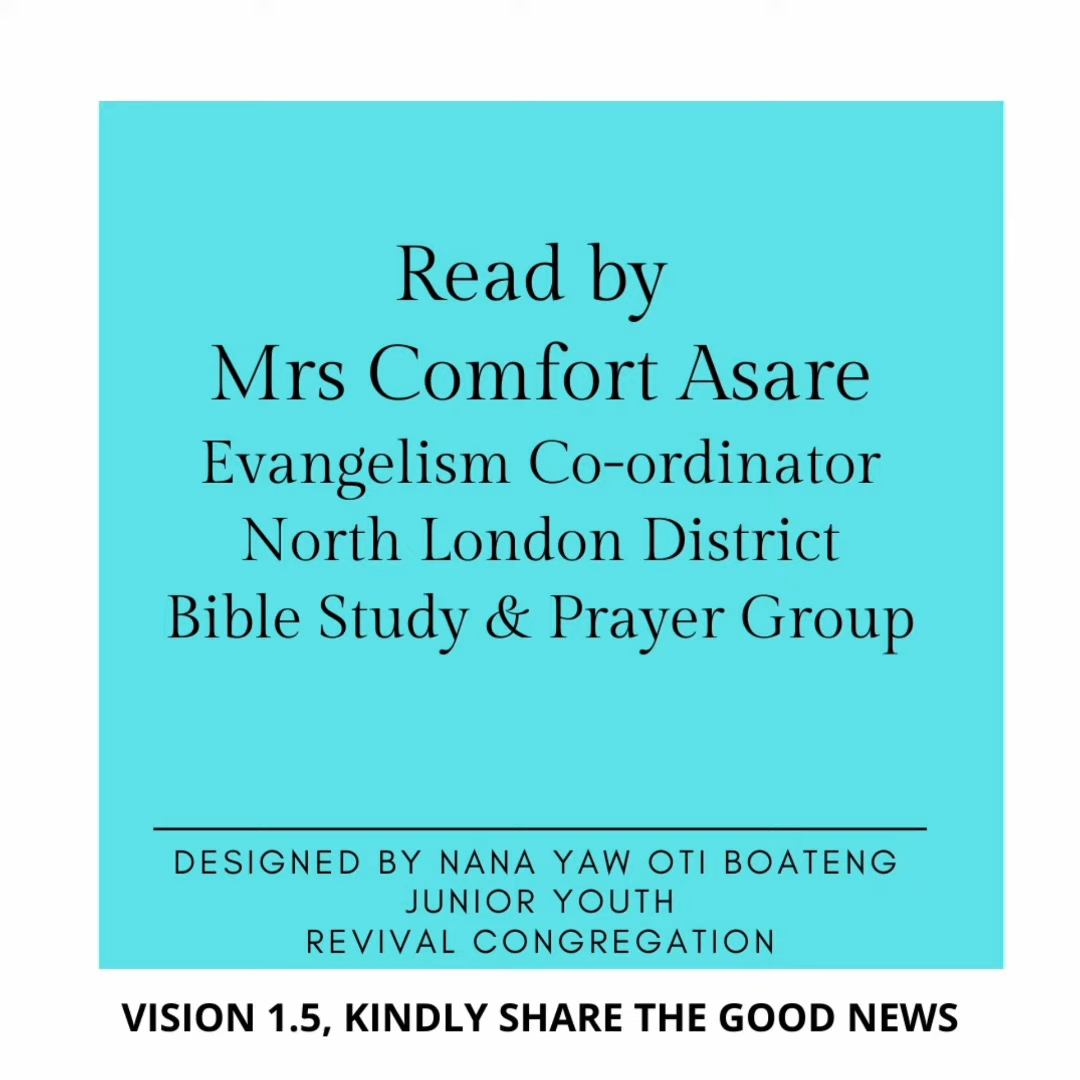 Read by
Mrs Comfort Asare
Evangelism Co-ordinator
North London District
Bible Study & Prayer Group
DESIGNED BY NANA YAW OTI BOATENG
JUNIOR YOUTH
REVIVAL CONGREGATION
VISION 1.5, KINDLY SHARE THE GOOD NEWS